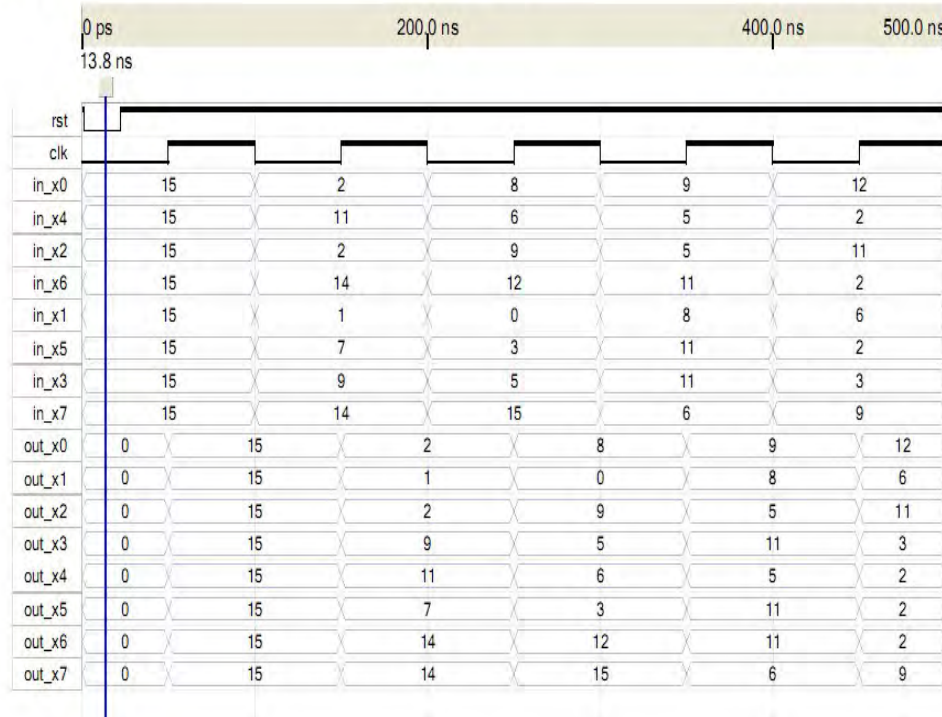 0 ps 200.0 ns 400.0 ns 500.0 ns
13.8 ns
rst
clk
in_x0 15 2 8 9 12
in_x4 15 11 6 5 2
in_x2 15 2 9 5 11
in_x6 15 14 12 11 2
in_x1 15 1 0 8 6
in_x5 15 7 3 11 2
in_x3 15 9 5 11 3
in_x7 15 14 15 6 9
out_x0 0 15 2 8 9 12
out_x1 0 15 1 0 8 6
out_x2 0 15 2 9 5 11
out_x3 0 15 9 5 11 3
out_x4 0 15 11 6 5 2
out_x5 0 15 7 3 11 2
out_x6 0 15 14 12 11 2
out_x7 0 15 14 15 6 9